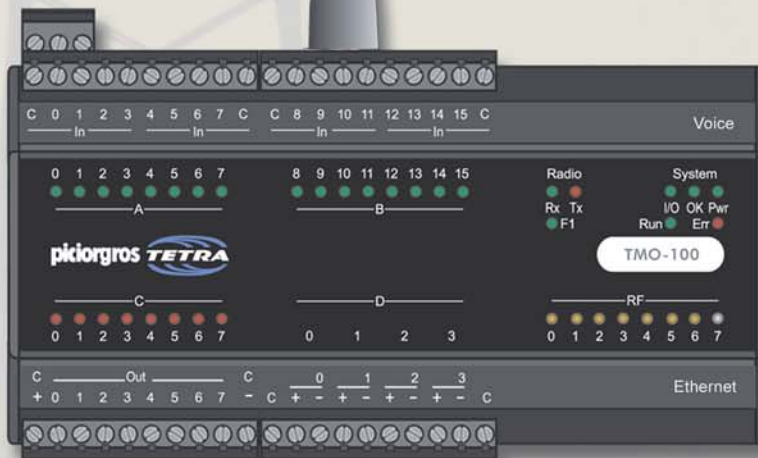 C 0 1 2 3 4 5 6 7 C C 8 9 10 11 12 13 14 15 C
In In In In
Voice
0 1 2 3 4 5 6 7 8 9 10 11 12 13 14 15 Radio System
A B Rx Tx I/O OK Pwr
F1 Run Err
piciorgros TETRA TMO-100
C D RF
0 1 2 3 4 5 6 7 0 1 2 3 0 1 2 3 4 5 6 7
C Out C 0 1 2 3
+ 0 1 2 3 4 5 6 7 - C + - + - + - + - C
Ethernet